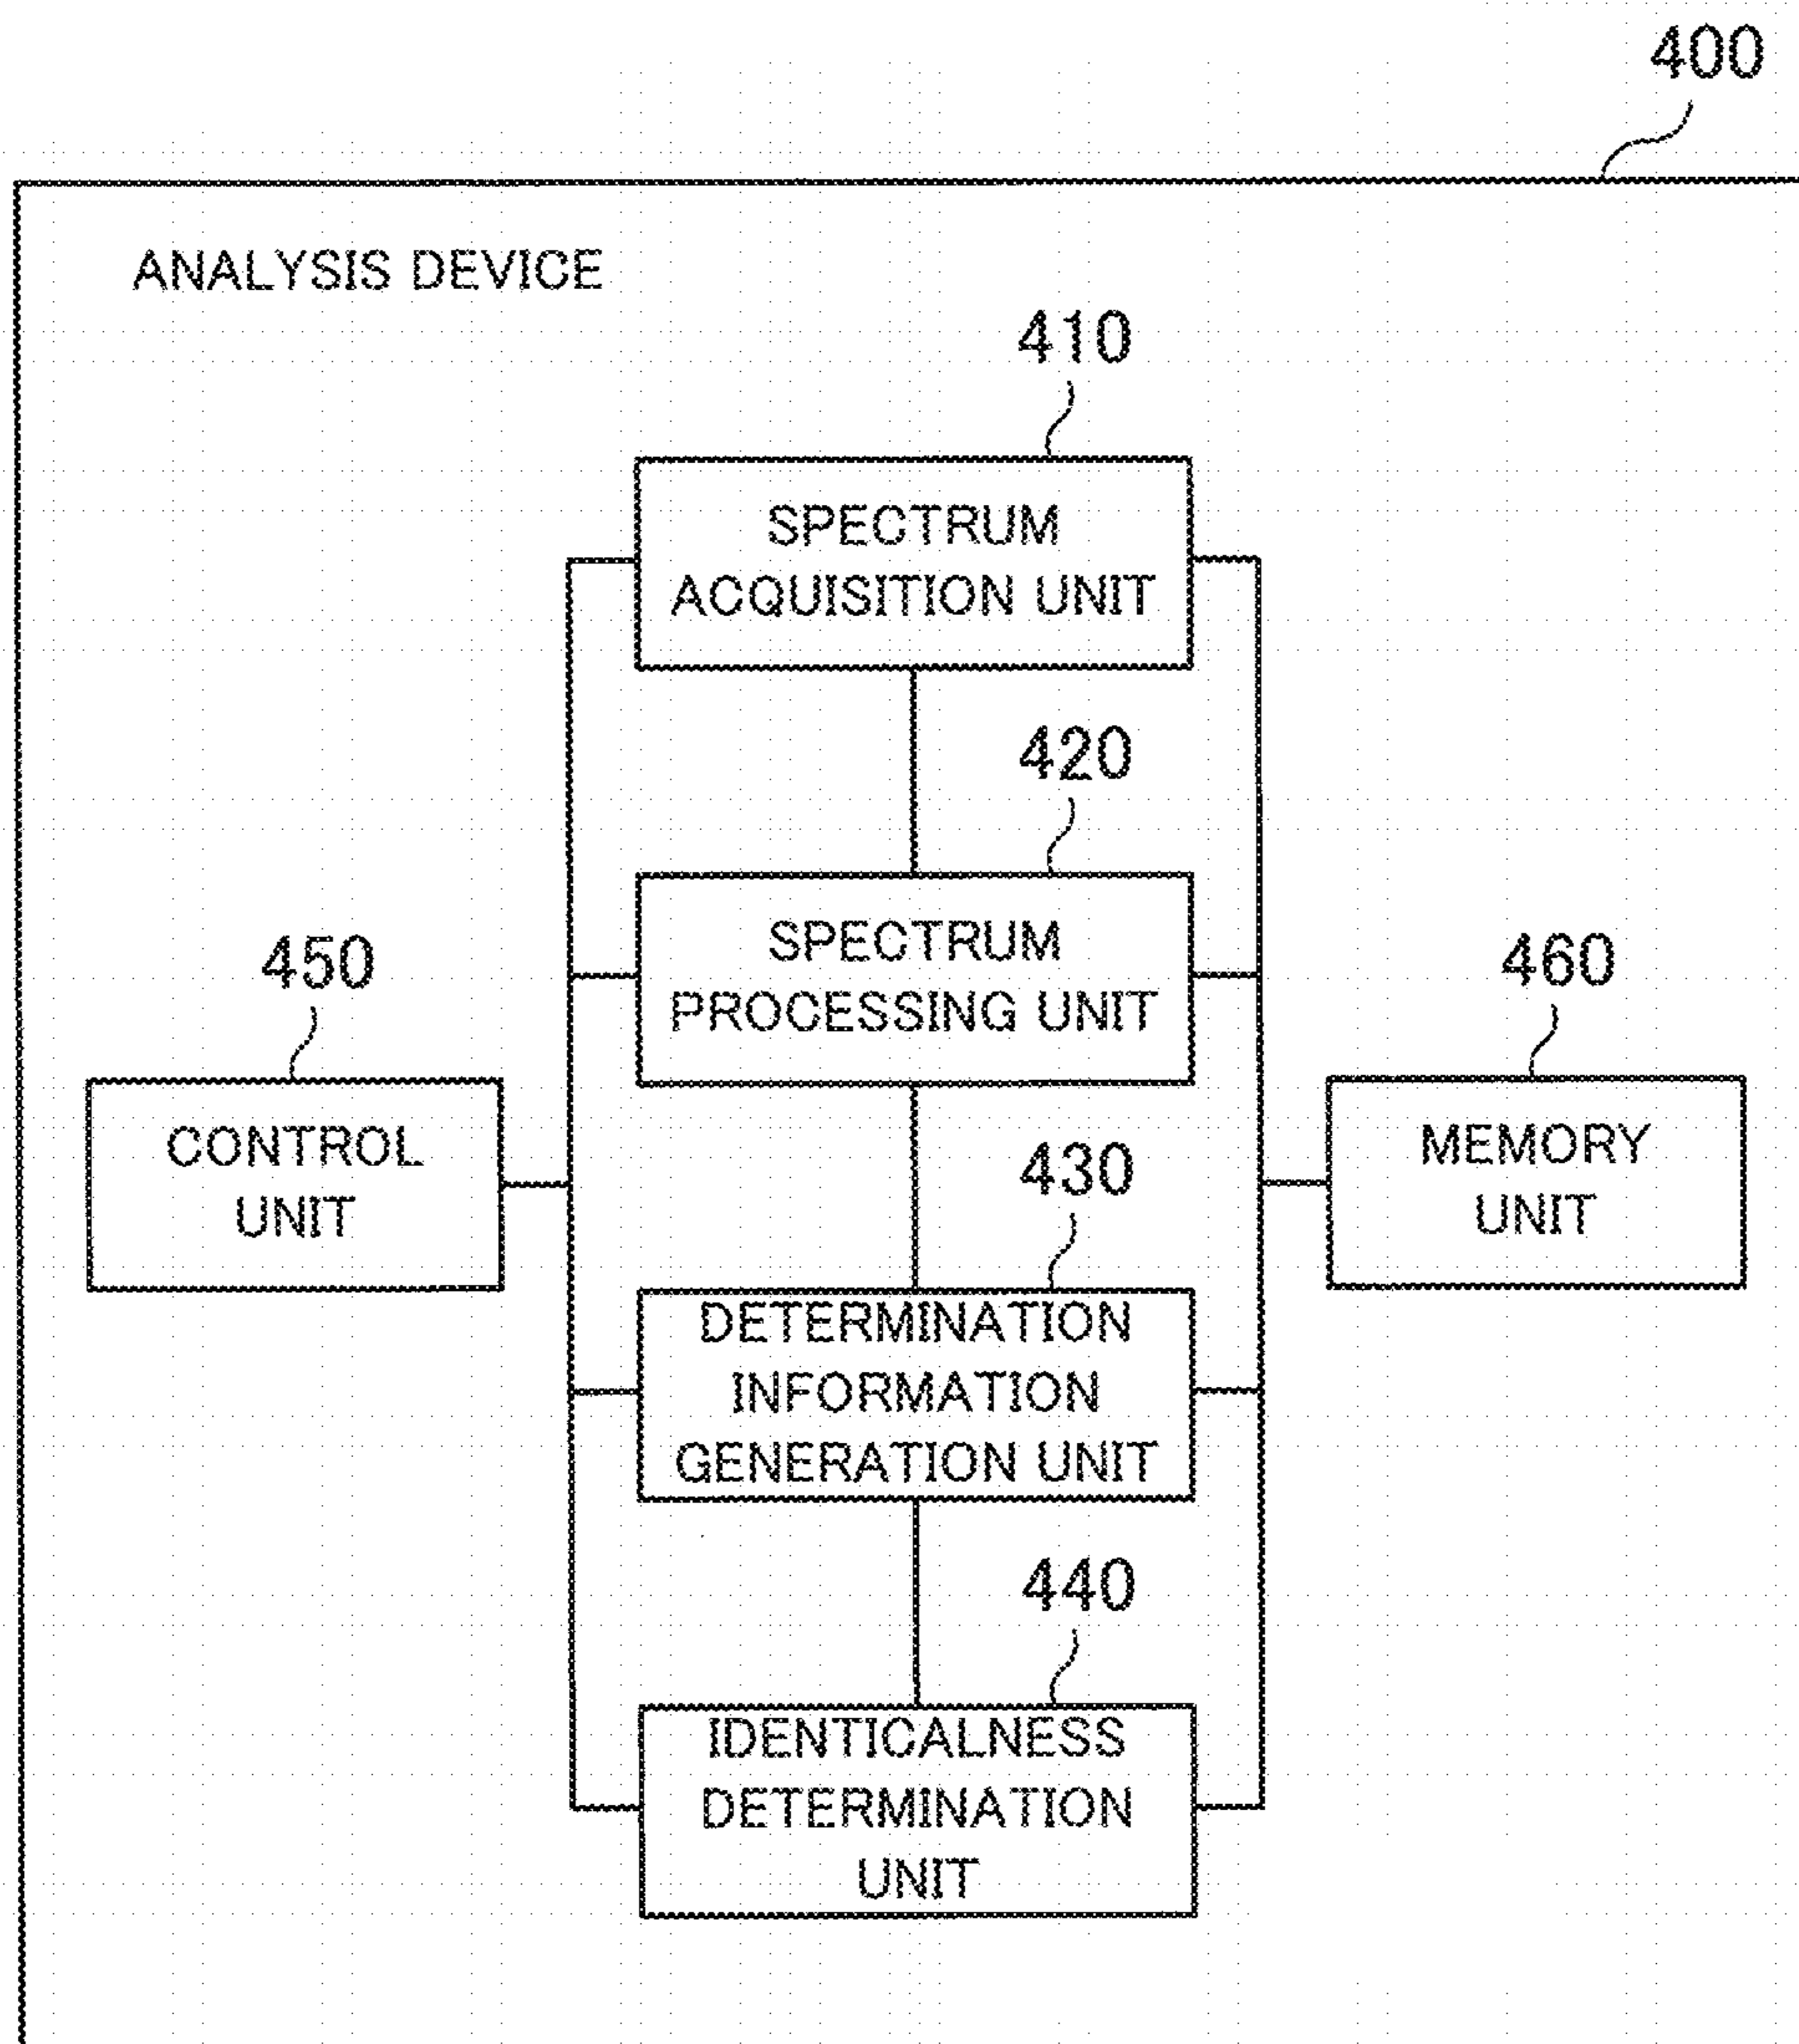 400
ANALYSIS DEVICE
410
SPECTRUM
ACQUISITION UNIT
420
SPECTRUM
PROCESSING UNIT
450
CONTROL
UNIT
460
MEMORY
UNIT
430
DETERMINATION
INFORMATION
GENERATION UNIT
440
IDENTICALNESS
DETERMINATION
UNIT